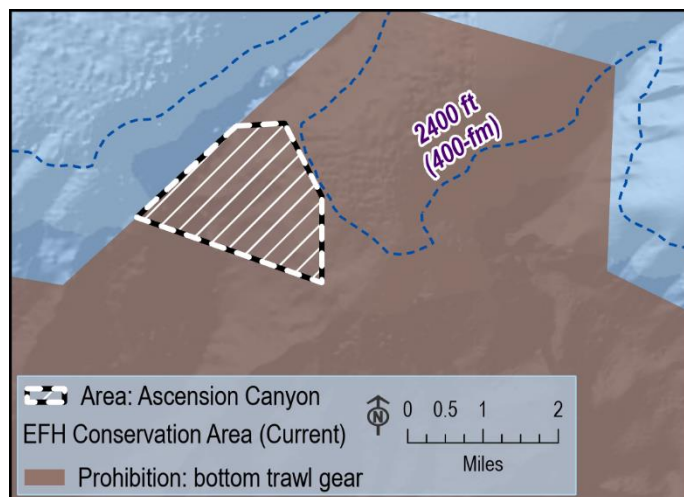 2400 ft
(400-fm)
Area: Ascension Canyon
EFH Conservation Area (Current)
Prohibition: bottom trawl gear
N
0 0.5 1 2
Miles